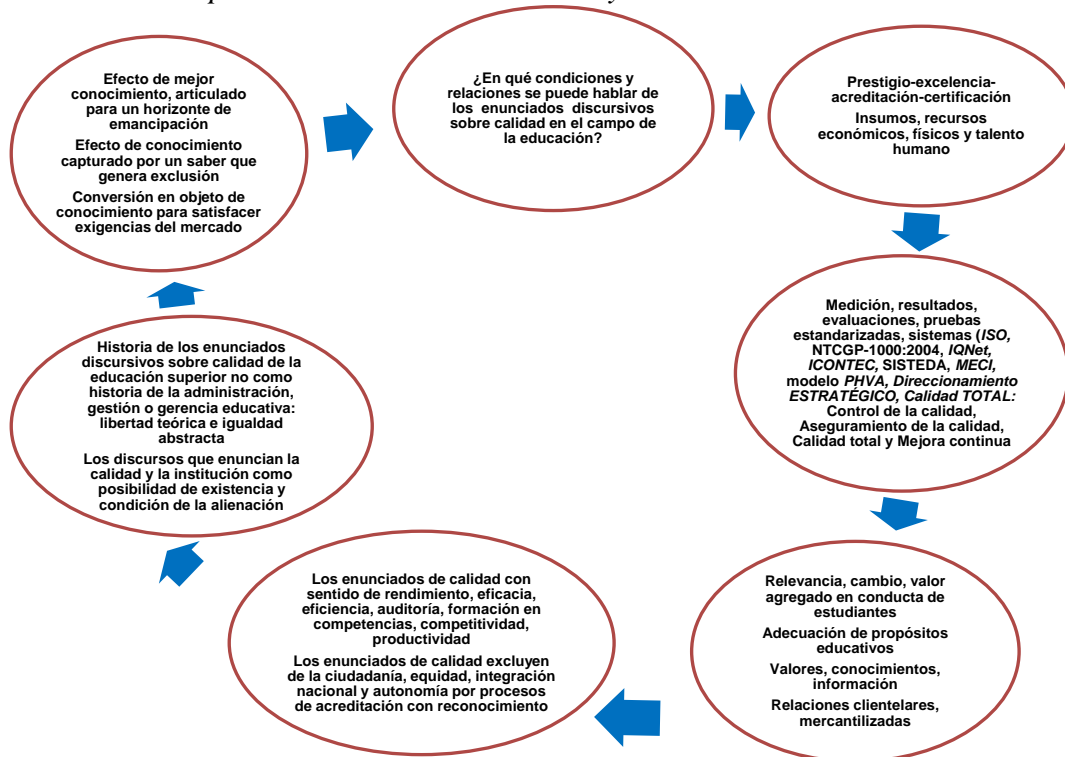 ¿En qué condiciones y
relaciones se puede hablar de
los enunciados discursivos
sobre calidad en el campo de
la educación?
Prestigio-excelencia-
acreditación-certificación
Insumos, recursos
económicos, físicos y talento
humano
Medición, resultados,
evaluaciones, pruebas
estandarizadas, sistemas (ISO,
NTCGP-1000:2004, IQNet,
ICONTEC, SISTEDA, MECI,
modelo PHVA, Direccionamiento
ESTRATÉGICO, Calidad TOTAL:
Control de la calidad,
Aseguramiento de la calidad,
Calidad total y Mejora continua
Relevancia, cambio, valor
agregado en conducta de
estudiantes
Adecuación de propósitos
educativos
Valores, conocimientos,
información
Relaciones clientelares,
mercantilizadas
Los enunciados de calidad con
sentido de rendimiento, eficacia,
eficiencia, auditoría, formación en
competencias, competitividad,
productividad
Los enunciados de calidad excluyen
de la ciudadanía, equidad, integración
nacional y autonomía por procesos
de acreditación con reconocimiento
Historia de los enunciados
discursivos sobre calidad de la
educación superior no como
historia de la administración,
gestión o gerencia educativa:
libertad teórica e igualdad
abstracta
Los discursos que enuncian la
calidad y la institución como
posibilidad de existencia y
condición de la alienación
Efecto de mejor
conocimiento, articulado
para un horizonte de
emancipación
Efecto de conocimiento
capturado por un saber que
genera exclusión
Conversión en objeto de
conocimiento para satisfacer
exigencias del mercado